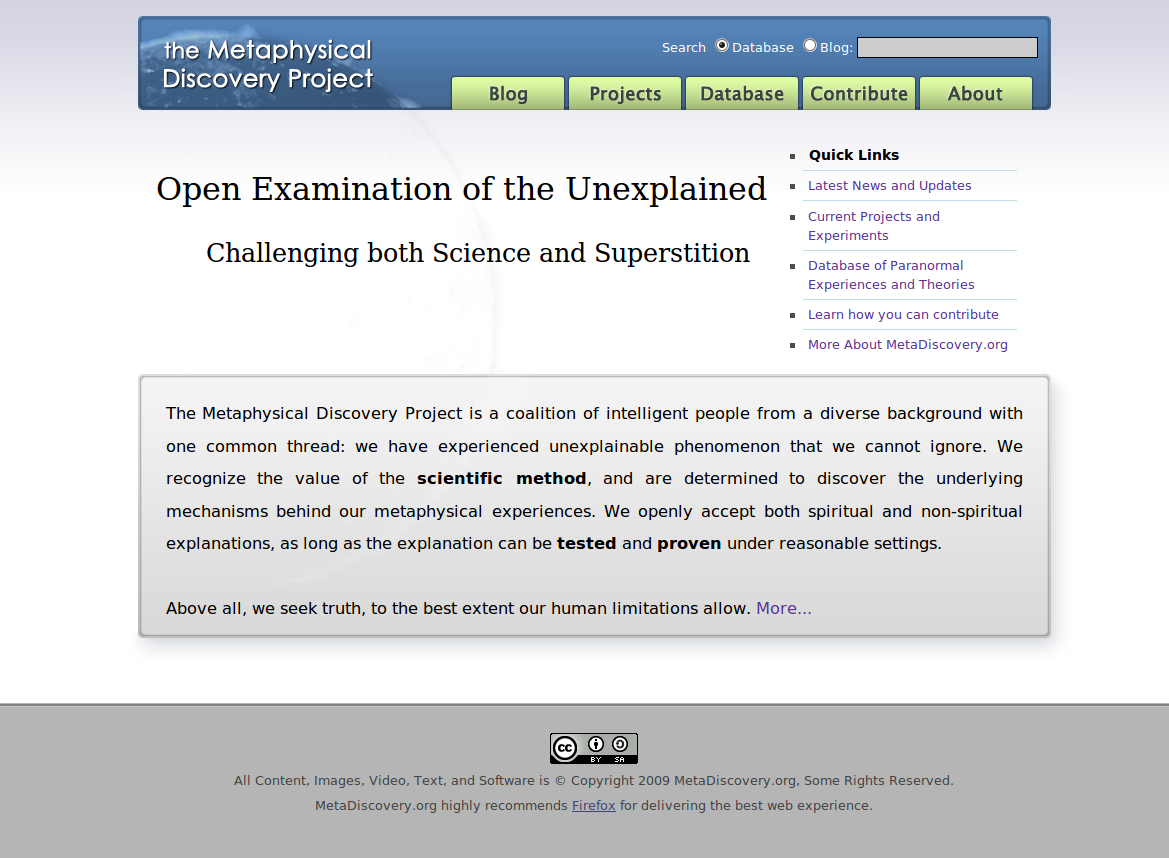 the Metaphysical
Discovery Project
Search Database Blog:
Blog Projects Database Contribute About
Open Examination of the Unexplained
Challenging both Science and Superstition
Quick Links
Latest News and Updates
Current Projects and
Experiments
Database of Paranormal
Experiences and Theories
Learn how you can contribute
More About MetaDiscovery.org
The Metaphysical Discovery Project is a coalition of intelligent people from a diverse background with
one common thread: we have experienced unexplainable phenomenon that we cannot ignore. We
recognize the value of the scientific method, and are determined to discover the underlying
mechanisms behind our metaphysical experiences. We openly accept both spiritual and non-spiritual
explanations, as long as the explanation can be tested and proven under reasonable settings.
Above all, we seek truth, to the best extent our human limitations allow. More...
cc BY SA
All Content, Images, Video, Text, and Software is © Copyright 2009 MetaDiscovery.org, Some Rights Reserved.
MetaDiscovery.org highly recommends Firefox for delivering the best web experience.